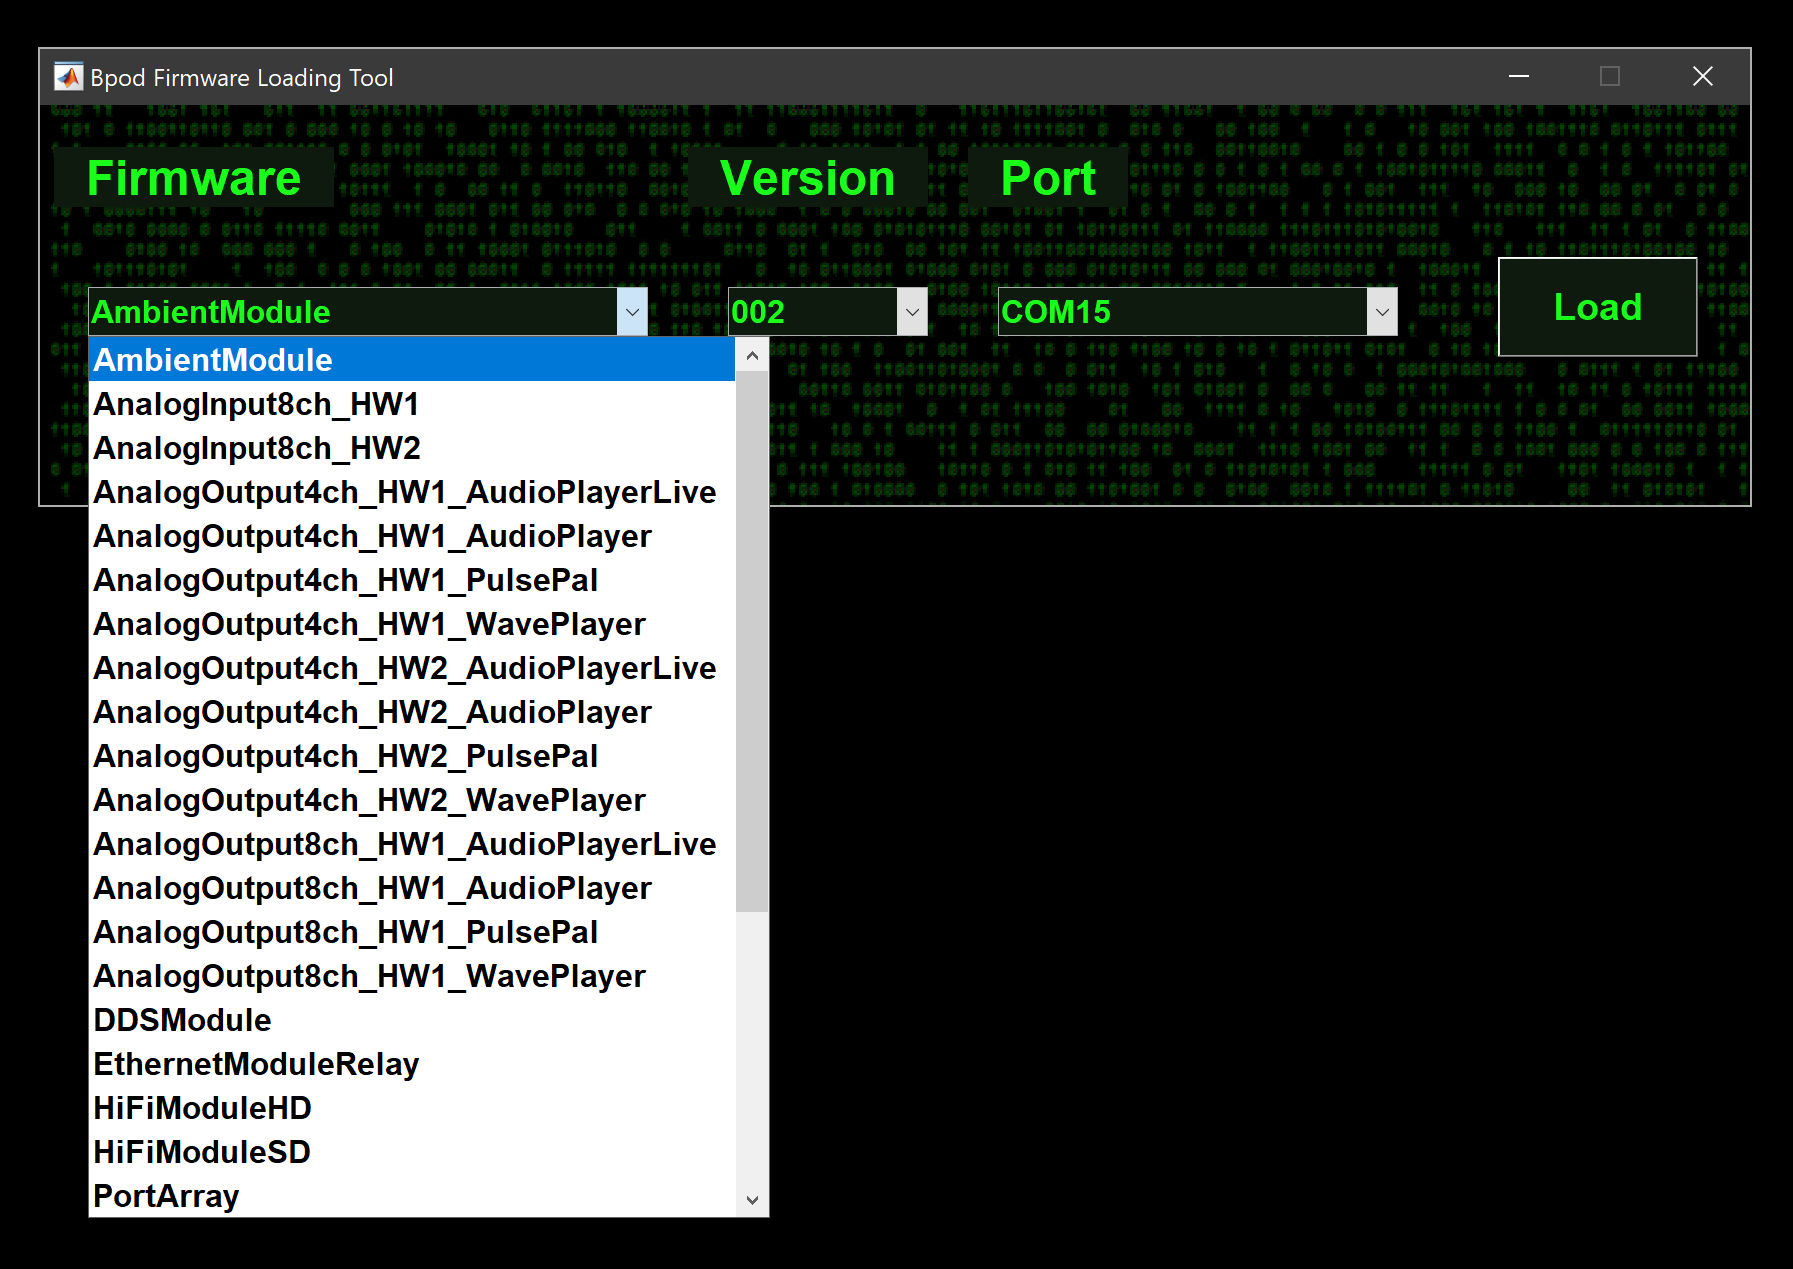 Bpod Firmware Loading Tool
Firmware Version Port
AmbientModule 002 COM15 Load
AmbientModule
AnalogInput8ch_HW1
AnalogInput8ch_HW2
AnalogOutput4ch_HW1_AudioPlayerLive
AnalogOutput4ch_HW1_AudioPlayer
AnalogOutput4ch_HW1_PulsePal
AnalogOutput4ch_HW1_WavePlayer
AnalogOutput4ch_HW2_AudioPlayerLive
AnalogOutput4ch_HW2_AudioPlayer
AnalogOutput4ch_HW2_PulsePal
AnalogOutput4ch_HW2_WavePlayer
AnalogOutput8ch_HW1_AudioPlayerLive
AnalogOutput8ch_HW1_AudioPlayer
AnalogOutput8ch_HW1_PulsePal
AnalogOutput8ch_HW1_WavePlayer
DDSModule
EthernetModuleRelay
HiFiModuleHD
HiFiModuleSD
PortArray